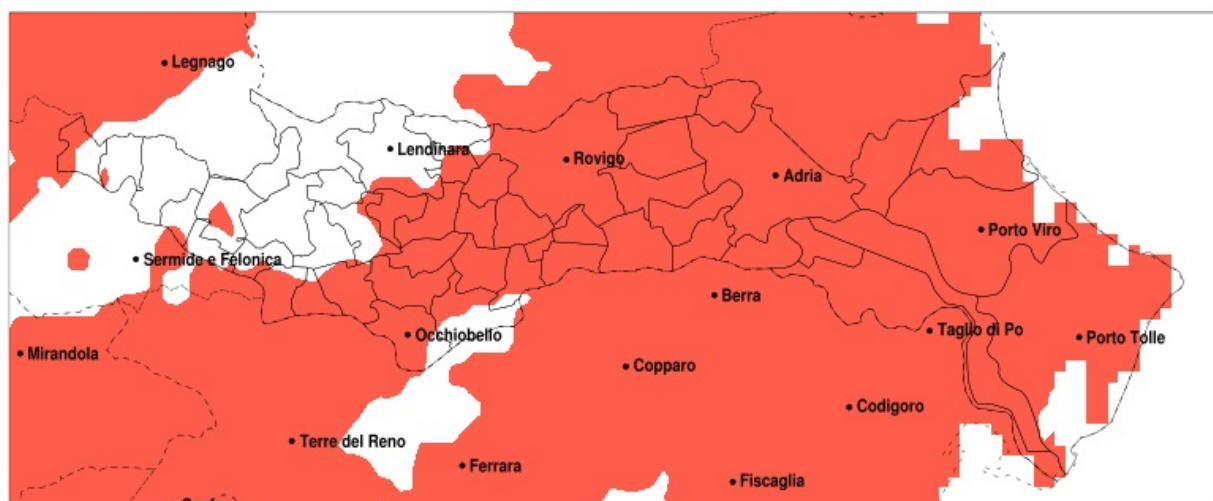 Legnago
Lendinara
Rovigo
Adria
Porto Viro
Sermide e Felonica
Berra
Occhiobello
Taglio di Po
Porto Tolle
Mirandola
Copparo
Codigoro
Terre del Reno
Ferrara
Fiscaglia